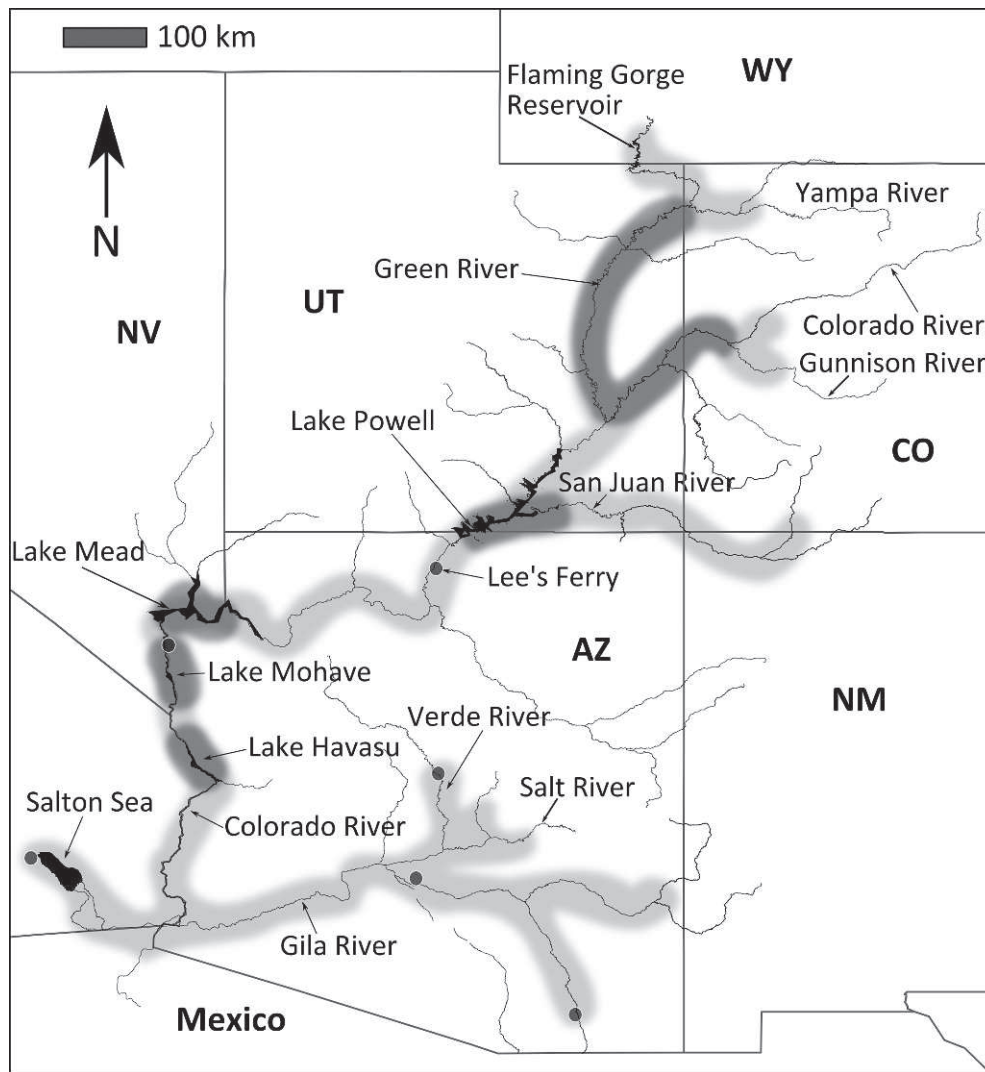 100 km
WY
Flaming Gorge
Reservoir
Yampa River
N
Green River
UT
NV
Colorado River
Gunnison River
Lake Powell
CO
San Juan River
Lake Mead
Lee's Ferry
AZ
Lake Mohave
NM
Verde River
Lake Havasu
Salt River
Salton Sea
Colorado River
Gila River
Mexico